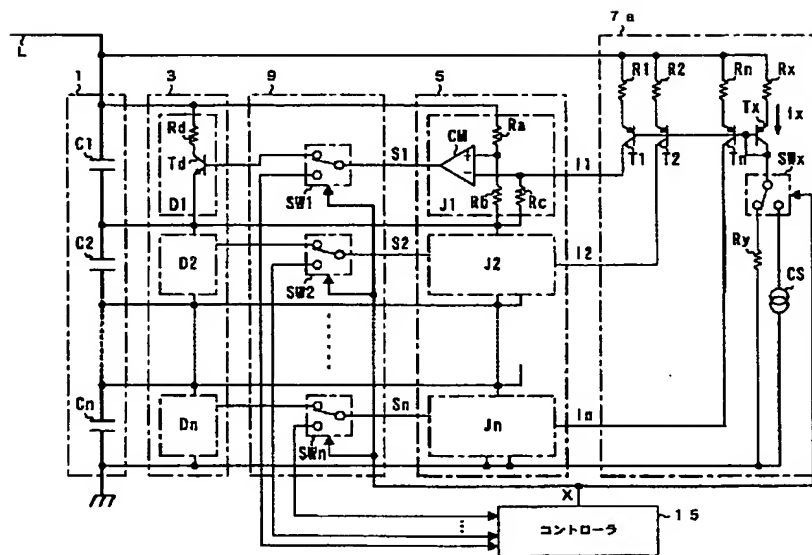 7a
L
1
3
9
5
R1
R2
Rn
Rx
Tx
ix
C1
Rd
Td
D1
SW1
S1
CM
Ra
Rb
Rc
J1
I1
T1
T2
Tn
SWx
C2
D2
SW2
S2
J2
I2
Ry
CS
Cn
Dn
SWn
Sn
Jn
In
X
コントローラ
15